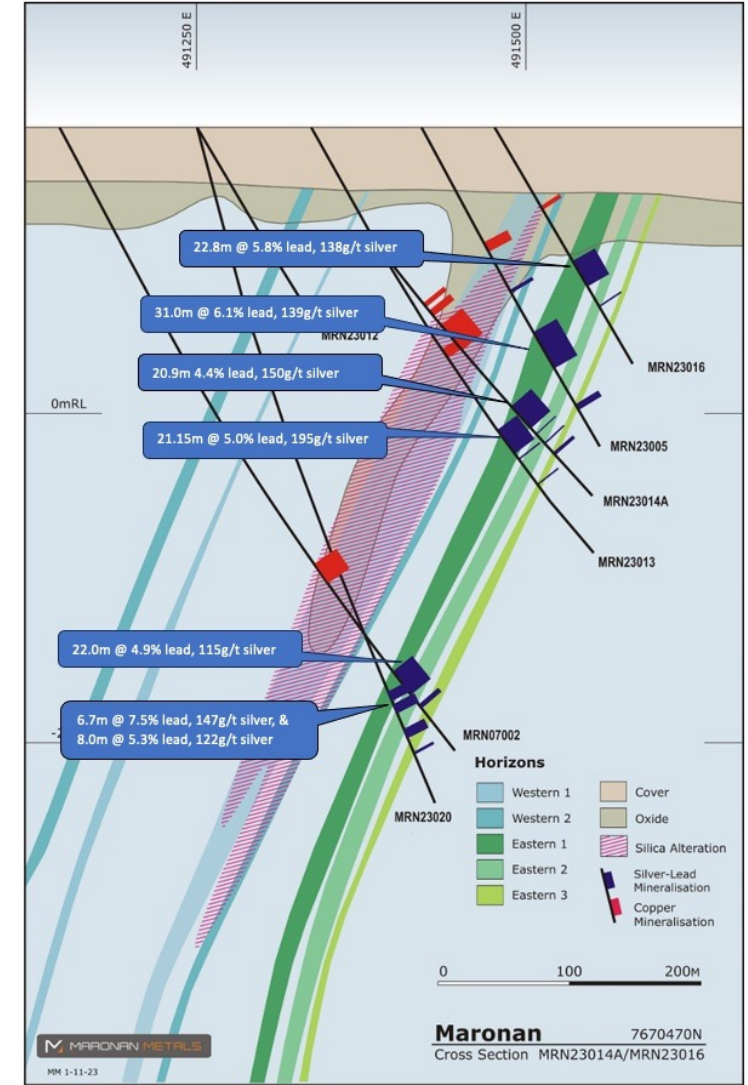 491250 E
491500 E
22.8m @ 5.8% lead, 138g/t silver
31.0m @ 6.1% lead, 139g/t silver
MRN23012
MRN23016
20.9m 4.4% lead, 150g/t silver
0mRL
21.15m @ 5.0% lead, 195g/t silver
MRN23005
MRN23014A
MRN23013
22.0m @ 4.9% lead, 115g/t silver
6.7m @ 7.5% lead, 147g/t silver, &
8.0m @ 5.3% lead, 122g/t silver
MRN07002
MRN23020
Horizons
Western 1
Western 2
Eastern 1
Eastern 2
Eastern 3
Cover
Oxide
Silica Alteration
Silver-Lead
Mineralisation
Copper
Mineralisation
0 100 200M
Maronan 7670470N
Cross Section MRN23014A/MRN23016
MARONAN METALS
MM 1-11-23